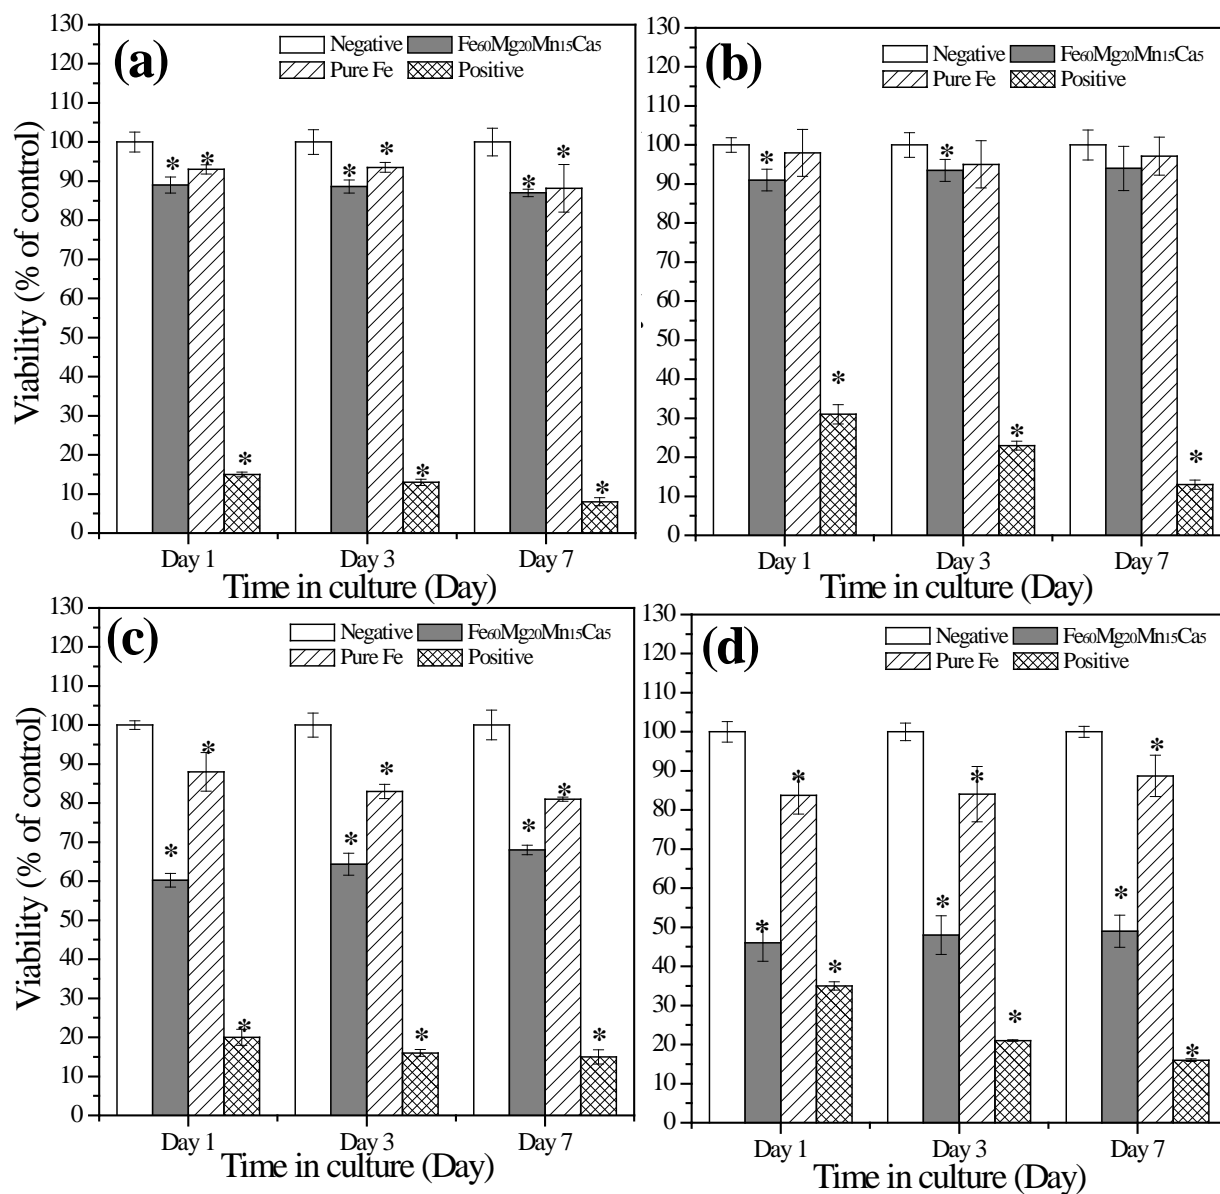 (a)
Negative Fe60Mg20Mn15Ca5
Pure Fe Positive
Viability (% of control)
130
120
110
100
90
80
70
60
50
40
30
20
10
0
* * *
* * *
* * *
Day 1 Day 3 Day 7
Time in culture (Day)
(b)
Negative Fe60Mg20Mn15Ca5
Pure Fe Positive
130
120
110
100
90
80
70
60
50
40
30
20
10
0
* *
* *
*
Day 1 Day 3 Day 7
Time in culture (Day)
(c)
Negative Fe60Mg20Mn15Ca5
Pure Fe Positive
Viability (% of control)
130
120
110
100
90
80
70
60
50
40
30
20
10
0
* * *
* * *
* * *
Day 1 Day 3 Day 7
Time in culture (Day)
(d)
Negative Fe60Mg20Mn15Ca5
Pure Fe Positive
130
120
110
100
90
80
70
60
50
40
30
20
10
0
* * *
* * *
* * *
Day 1 Day 3 Day 7
Time in culture (Day)